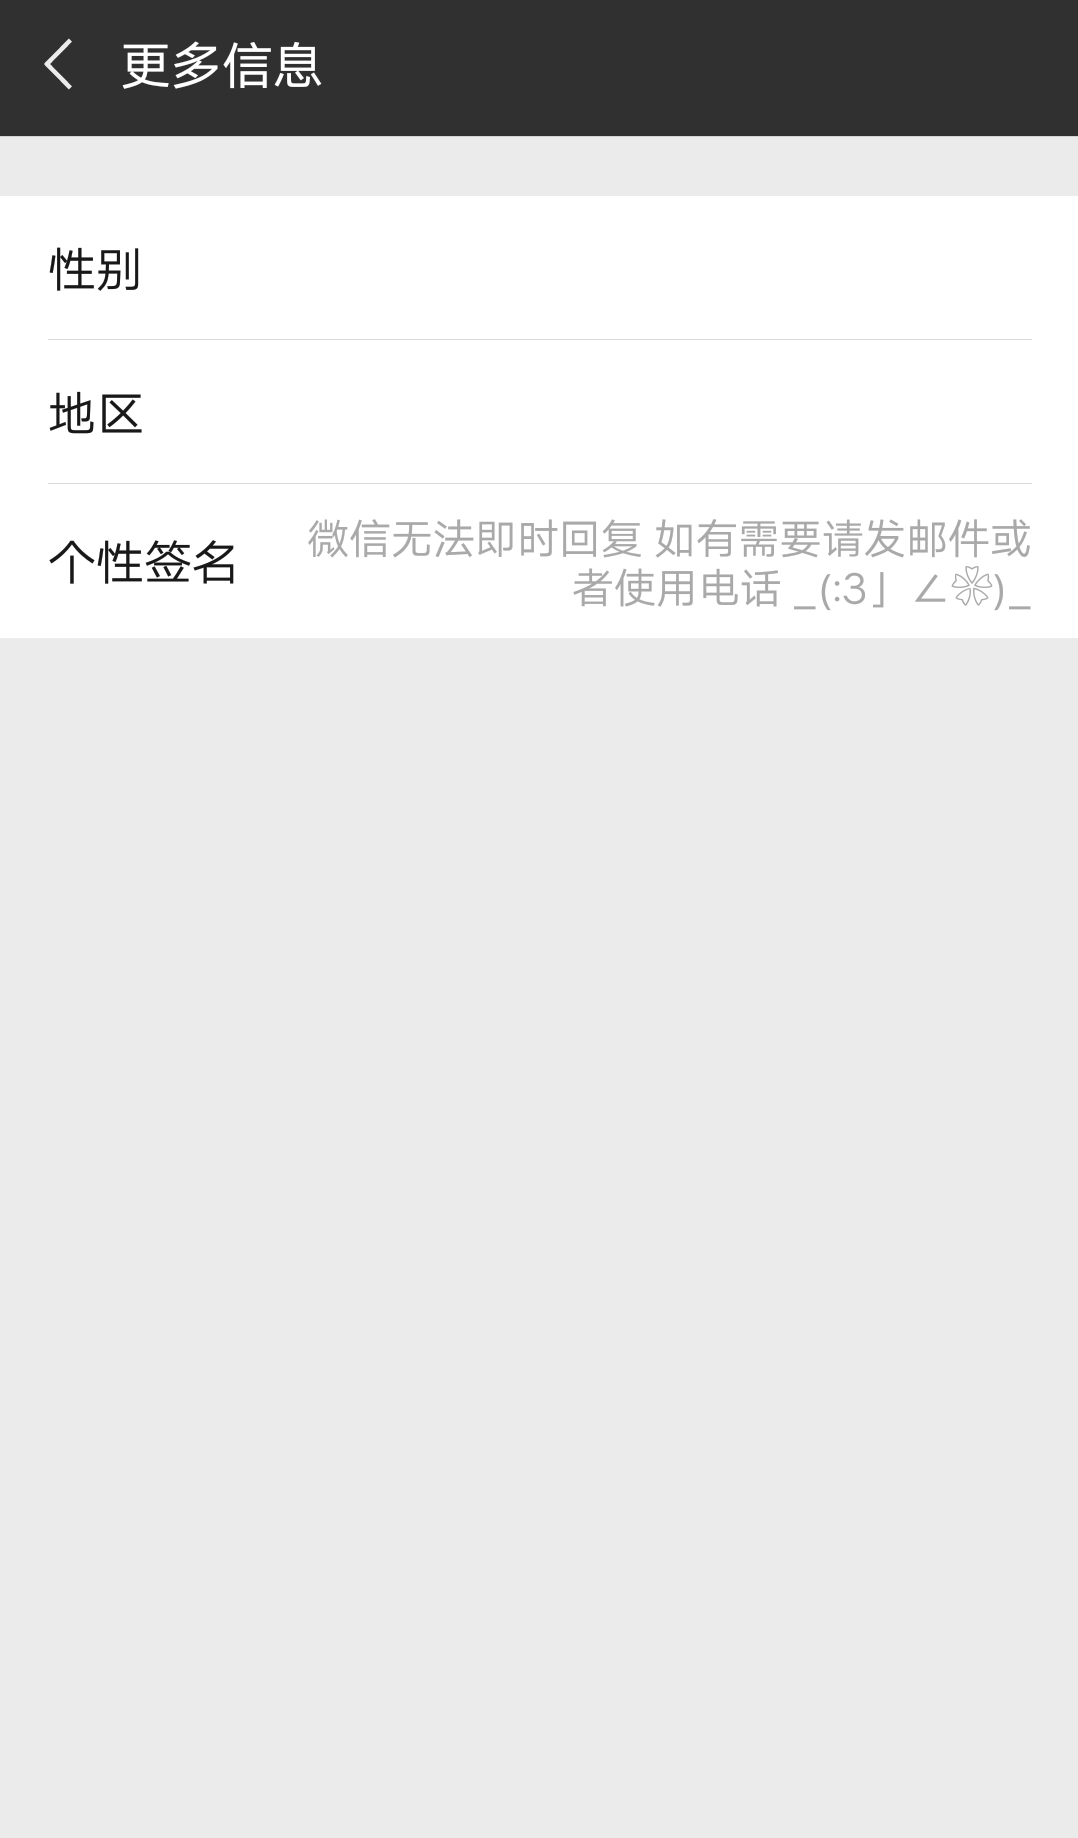 更多信息
性别
地区
个性签名
微信无法即时回复 如有需要请发邮件或
者使用电话 _(:3」∠❀)_